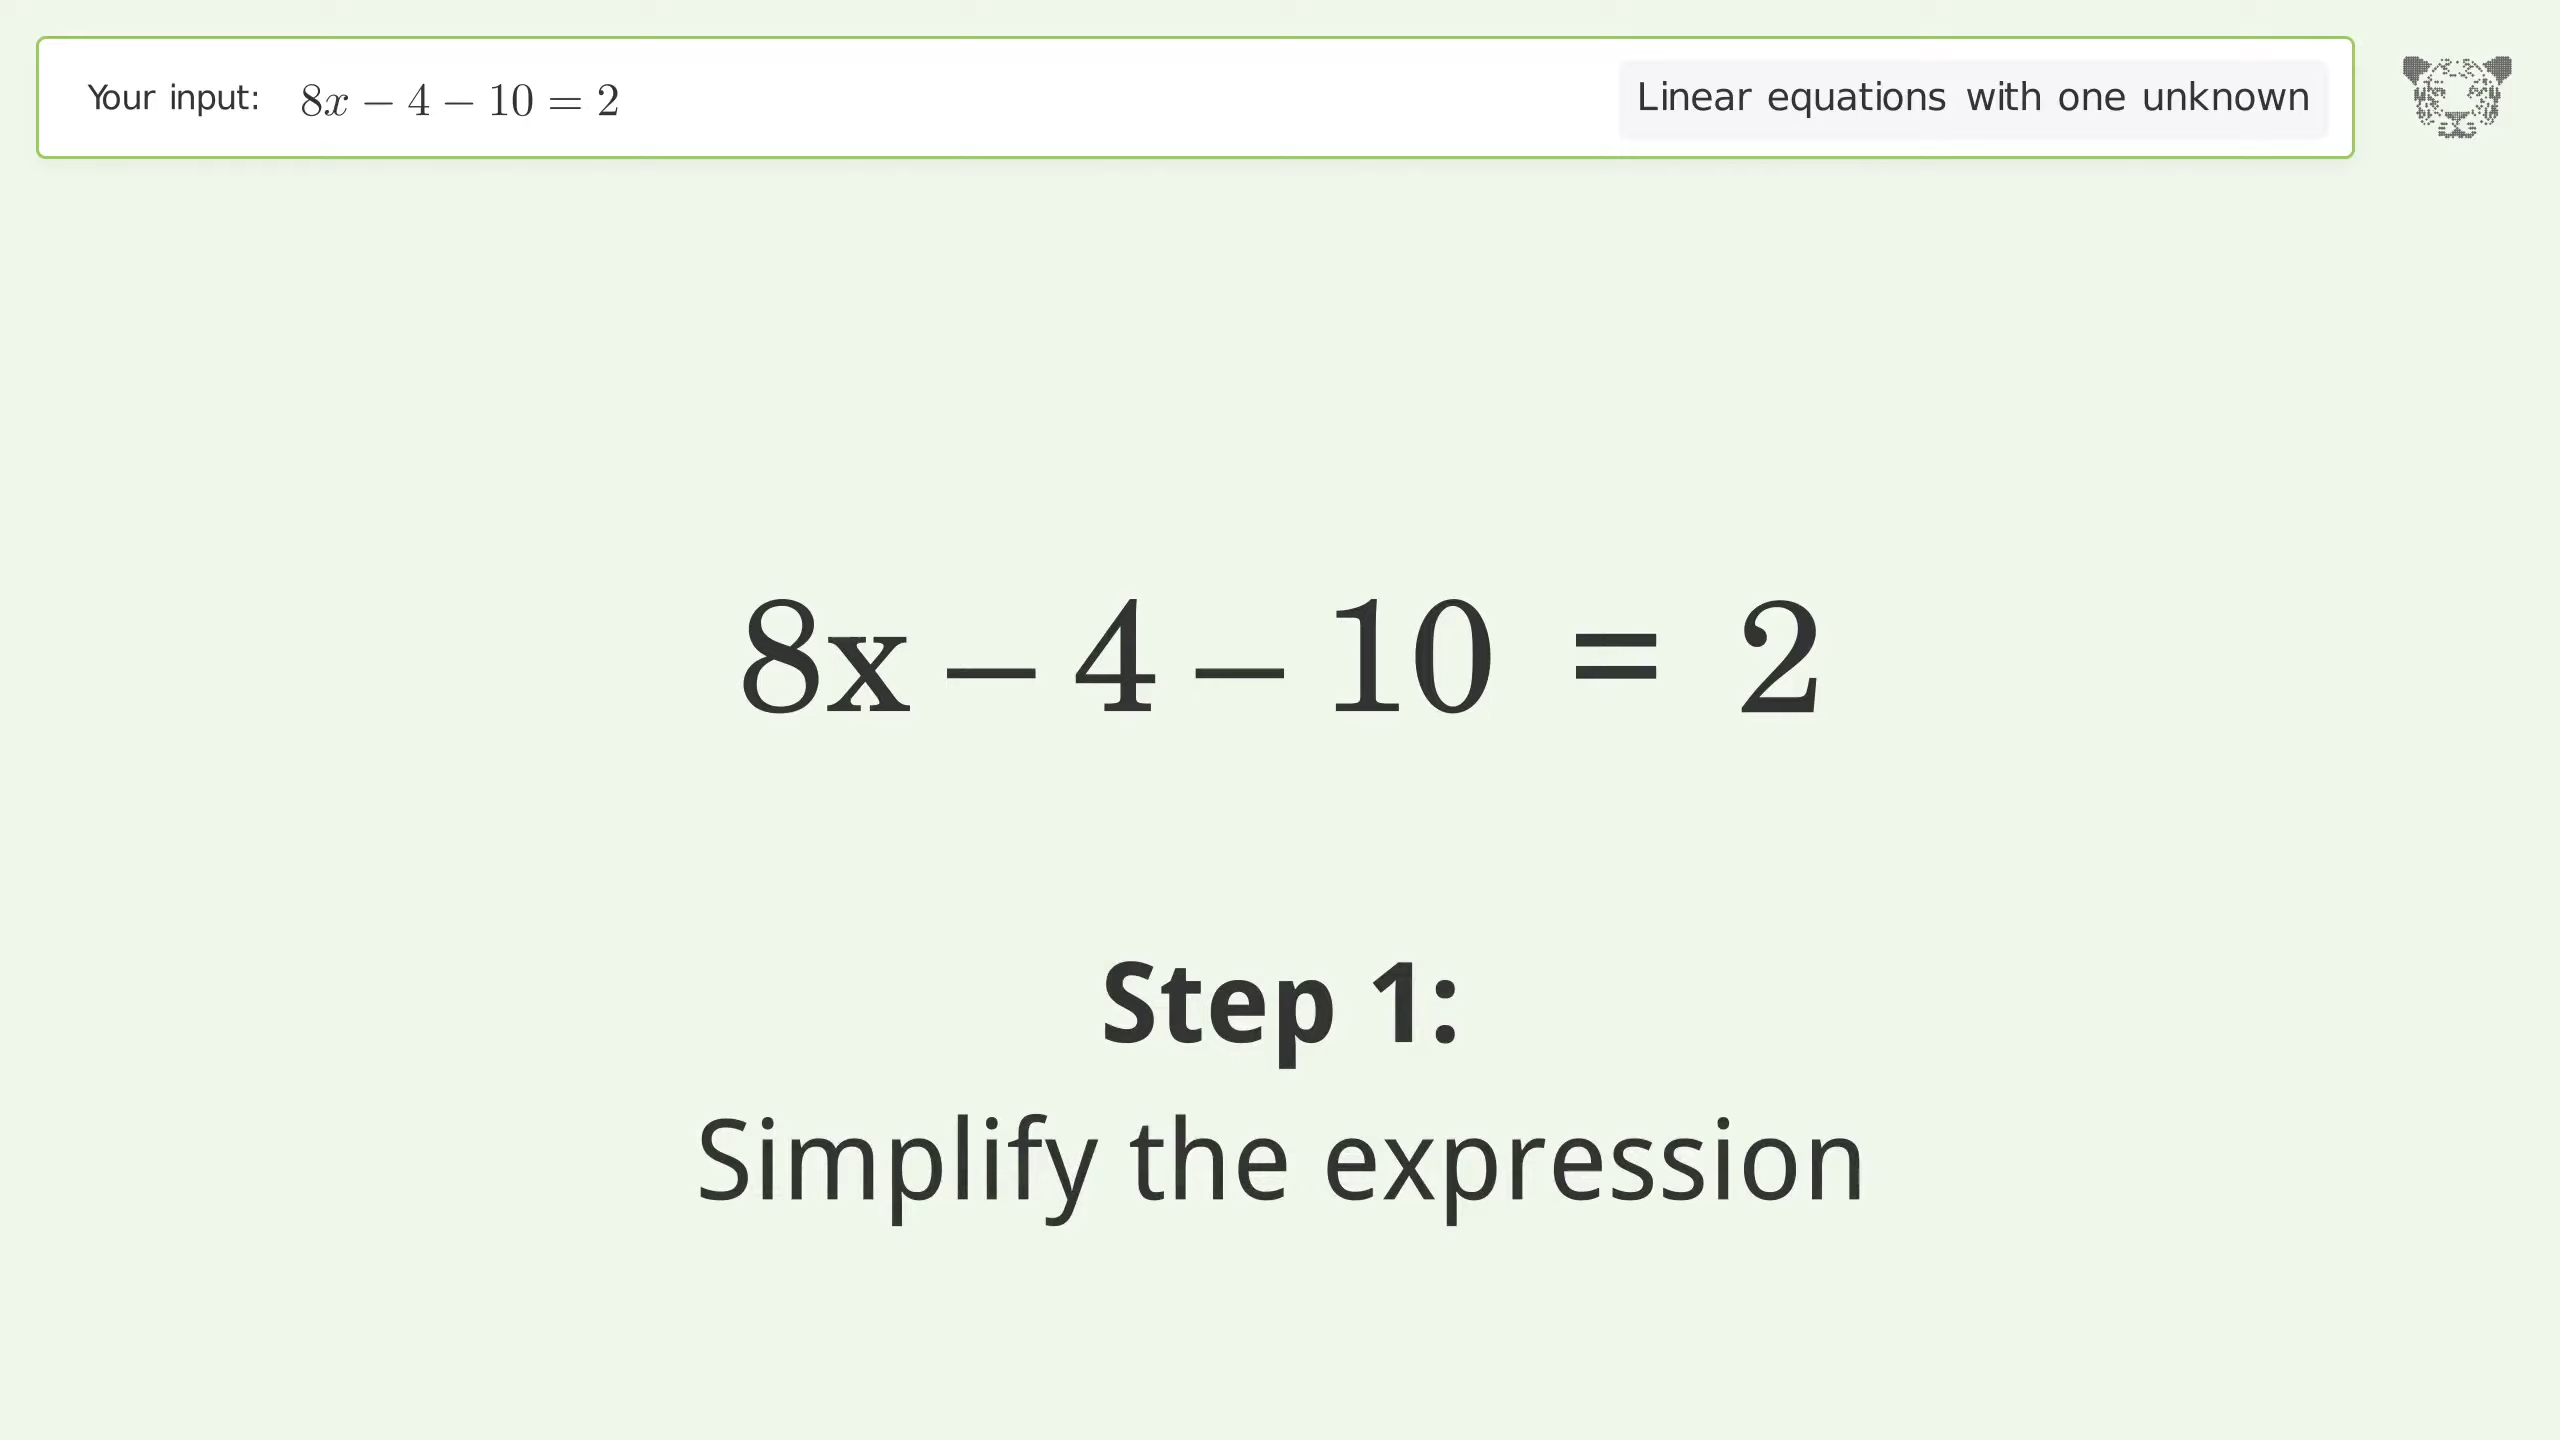 Your input: 8x − 4 − 10 = 2
Linear equations with one unknown
8x – 4 – 10 = 2
Step 1:
Simplify the expression